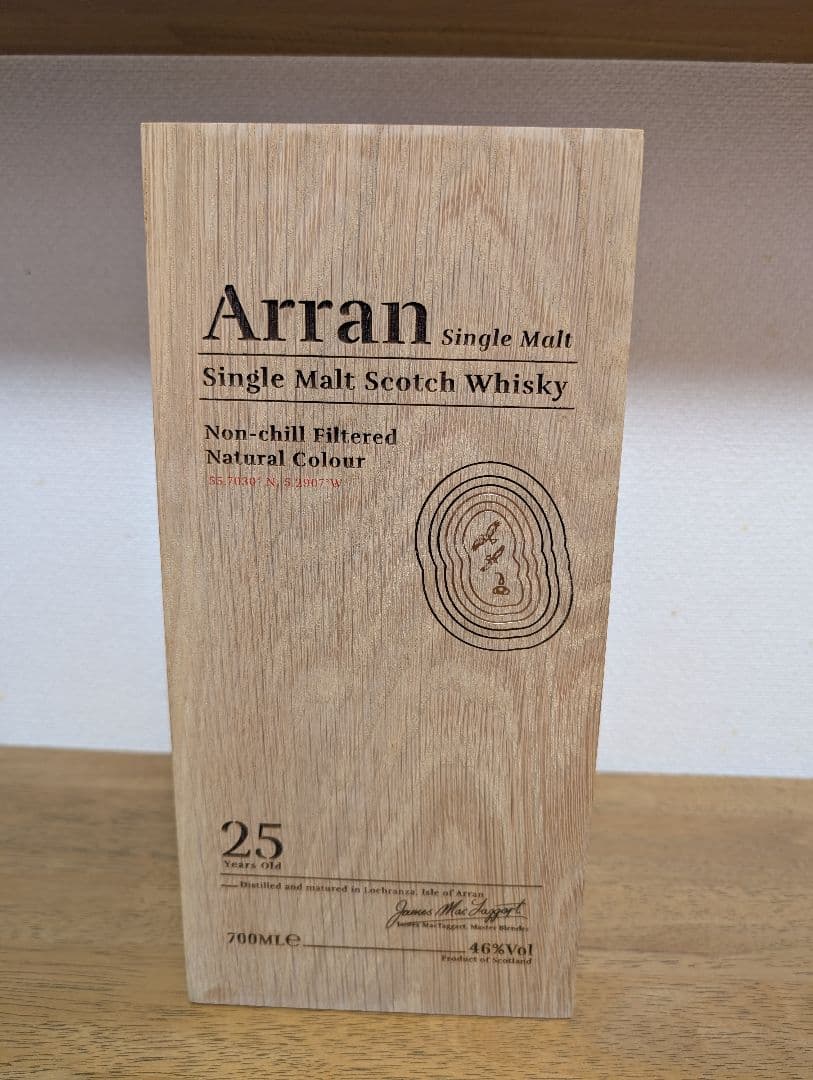 Arran Single Malt
Single Malt Scotch Whisky
Non-chill Filtered
Natural Colour
55.7030° N, 5.2907°W
25
Years Old
Distilled and matured in Lochranza, Isle of Arran
James MacTaggart
James MacTaggart, Master Blender
700ML℮
46%Vol
Product of Scotland